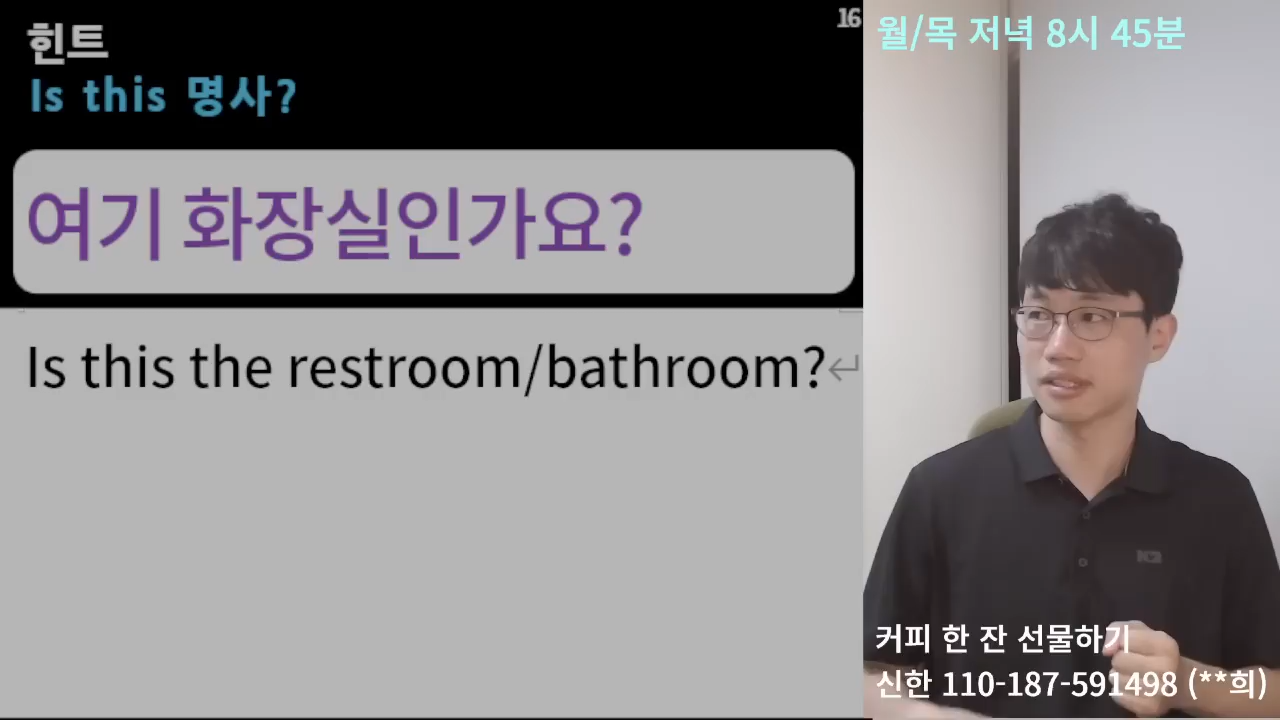 힌트
16
Is this 명사?
여기 화장실인가요?
Is this the restroom/bathroom?↵
월/목 저녁 8시 45분
커피 한 잔 선물하기
신한 110-187-591498 (**희)